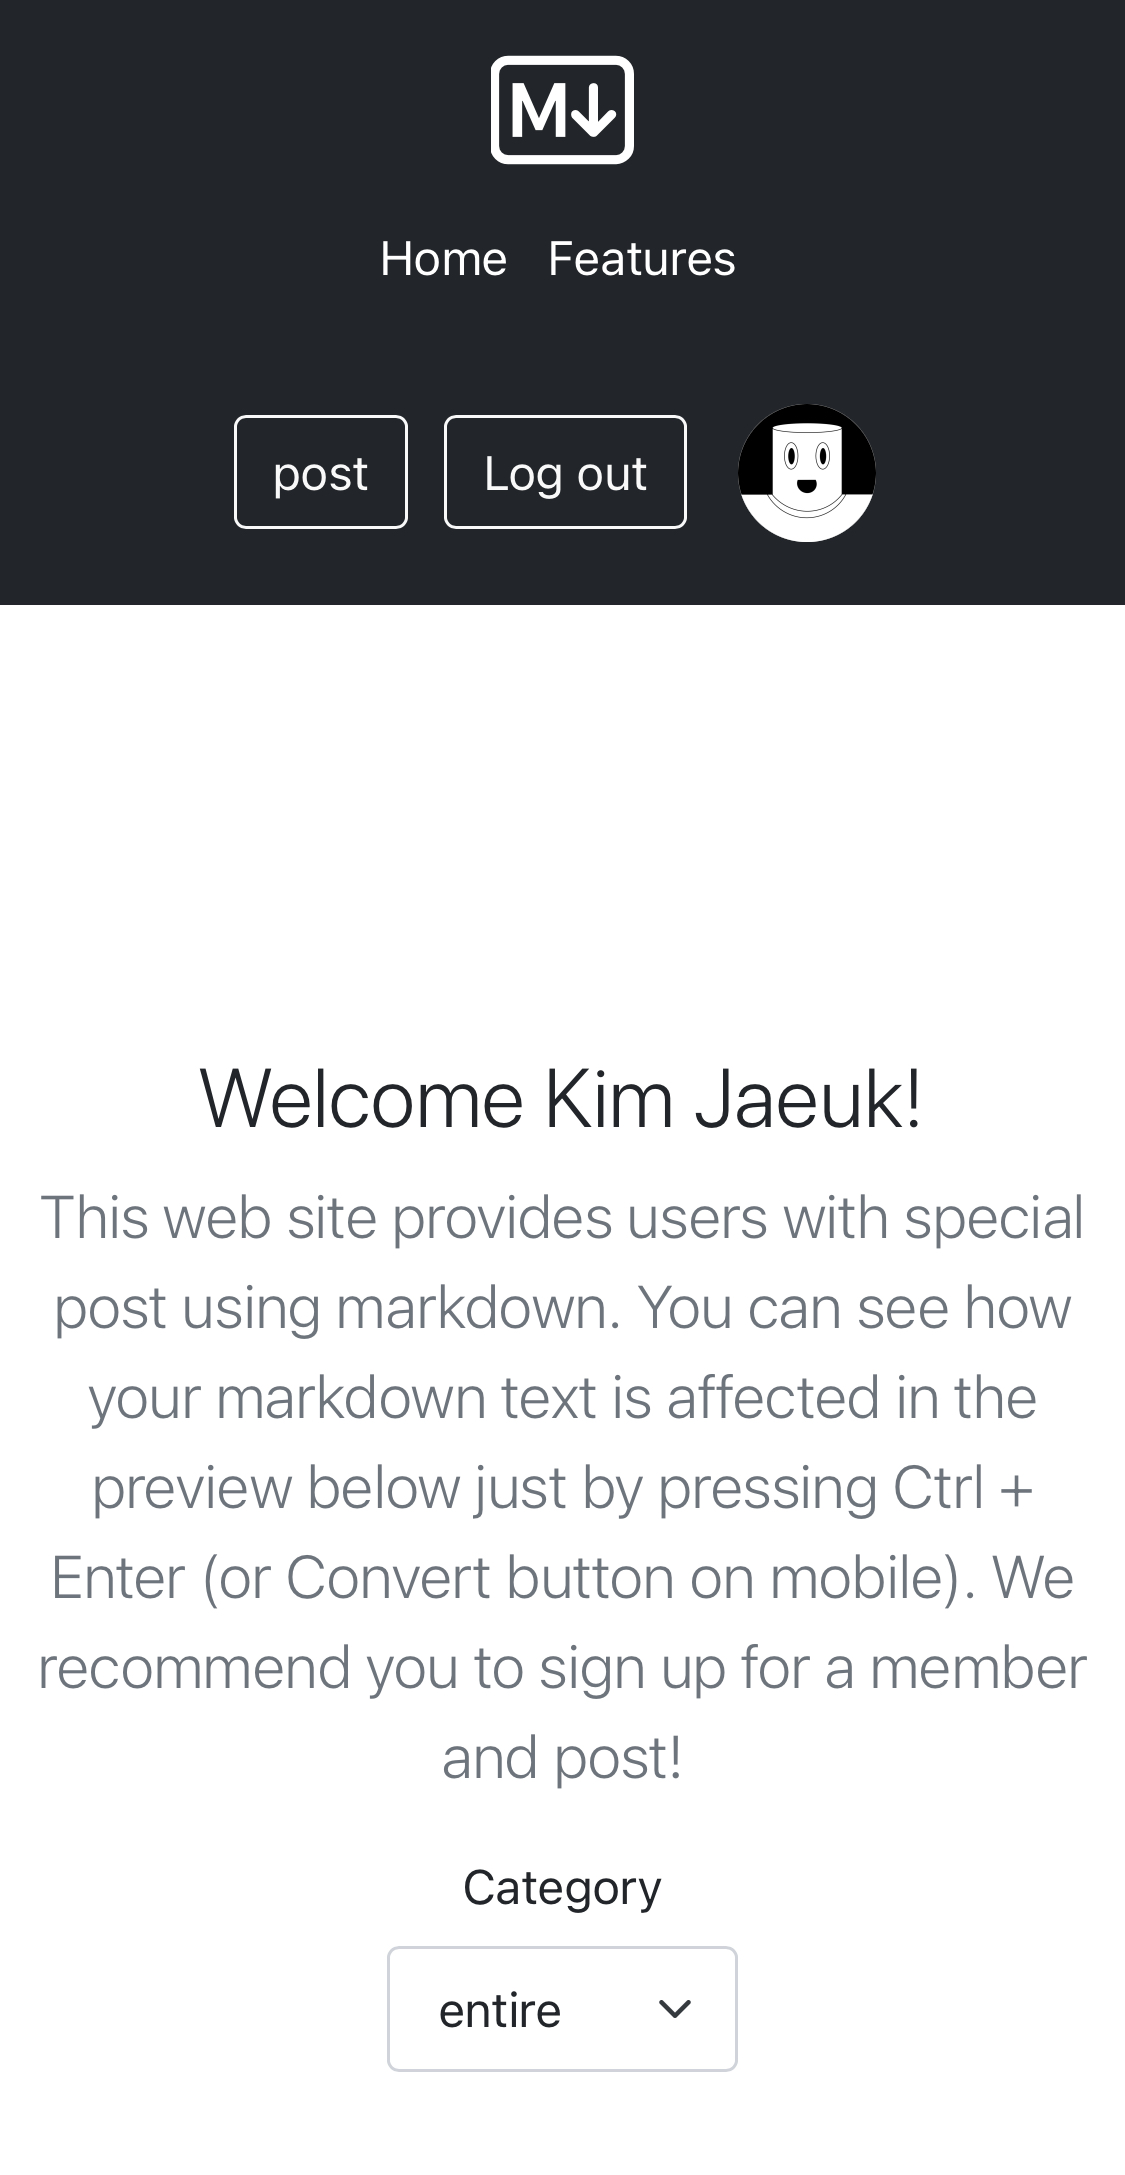 M
Home Features
post Log out
Welcome Kim Jaeuk!
This web site provides users with special
post using markdown. You can see how
your markdown text is affected in the
preview below just by pressing Ctrl +
Enter (or Convert button on mobile). We
recommend you to sign up for a member
and post!
Category
entire